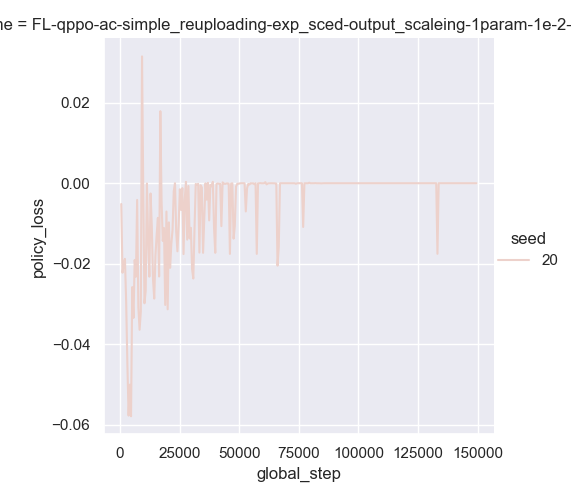 ne = FL-qppo-ac-simple_reuploading-exp_sced-output_scaleing-1param-1e-2-
0.02
0.00
−0.02
−0.04
−0.06
policy_loss
0 25000 50000 75000 100000 125000 150000
global_step
seed
20